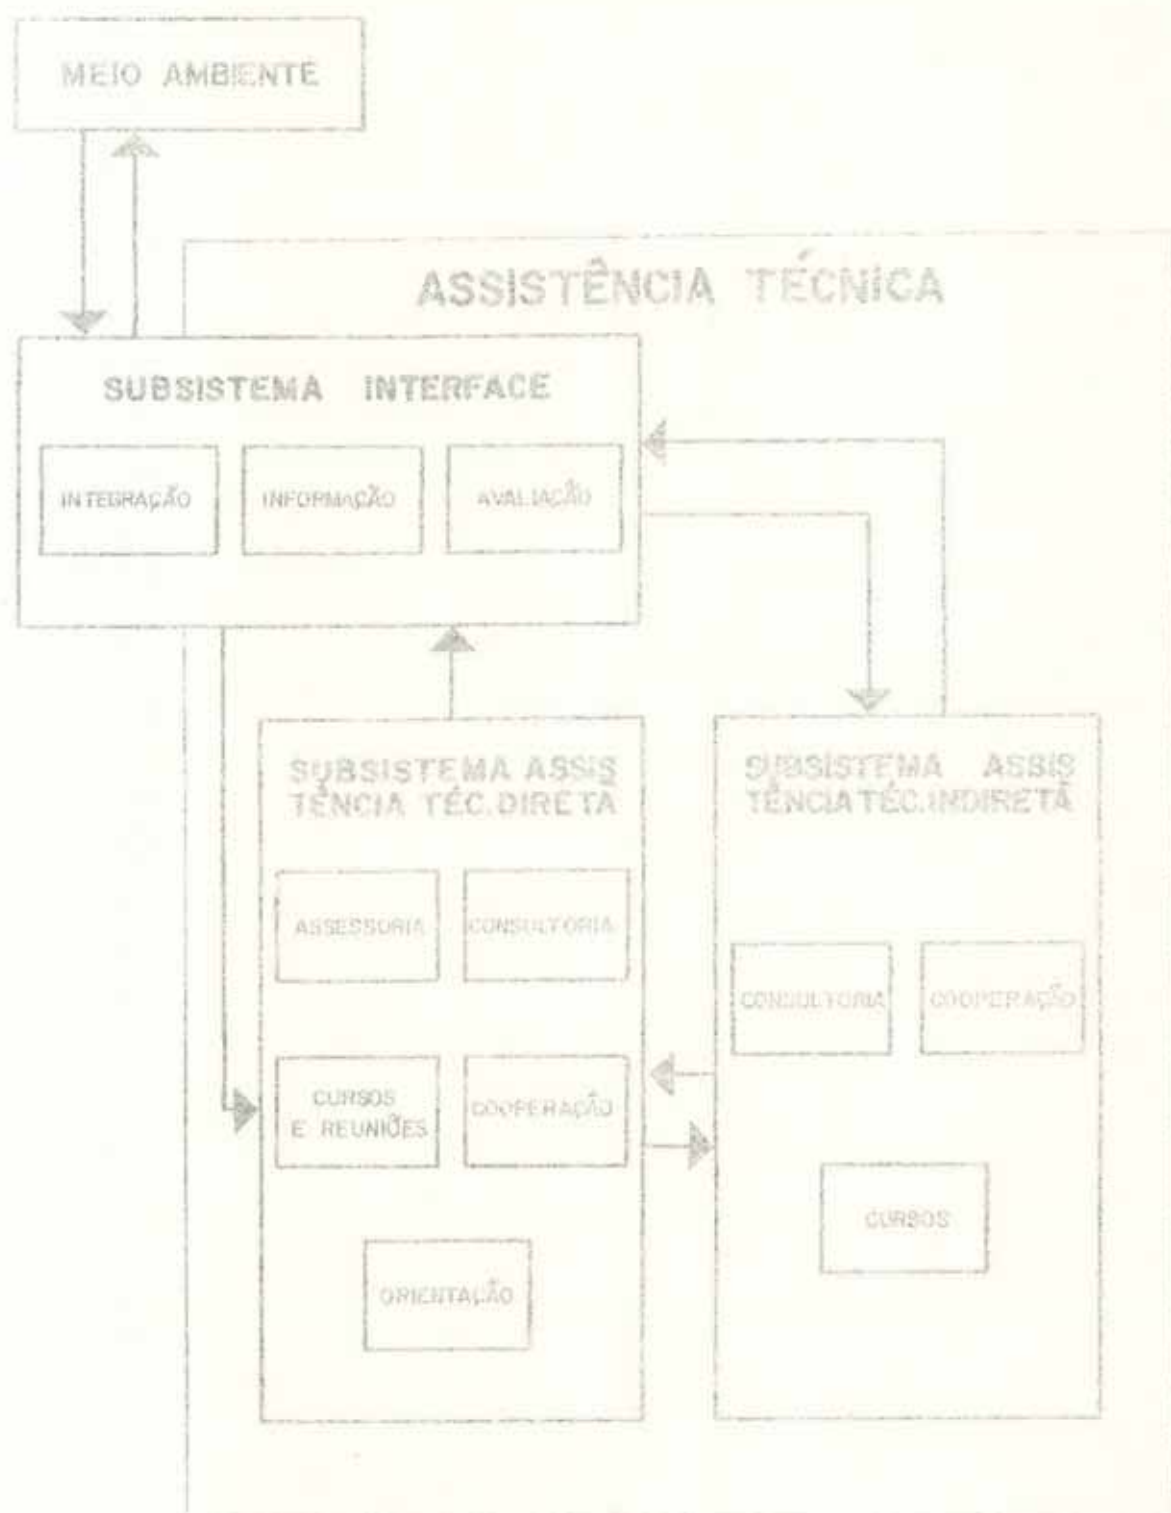 MEIO AMBIENTE
ASSISTÊNCIA TÉCNICA
SUBSISTEMA INTERFACE
INTEGRAÇÃO
INFORMAÇÃO
AVALIAÇÃO
SUBSISTEMA ASSIS
TÊNCIA TÉC. DIRETA
ASSESSORIA
CONSULTORIA
CURSOS
E REUNIÕES
COOPERAÇÃO
ORIENTAÇÃO
SUBSISTEMA ASSIS
TÊNCIA TÉC. INDIRETA
CONSULTORIA
COOPERAÇÃO
CURSOS